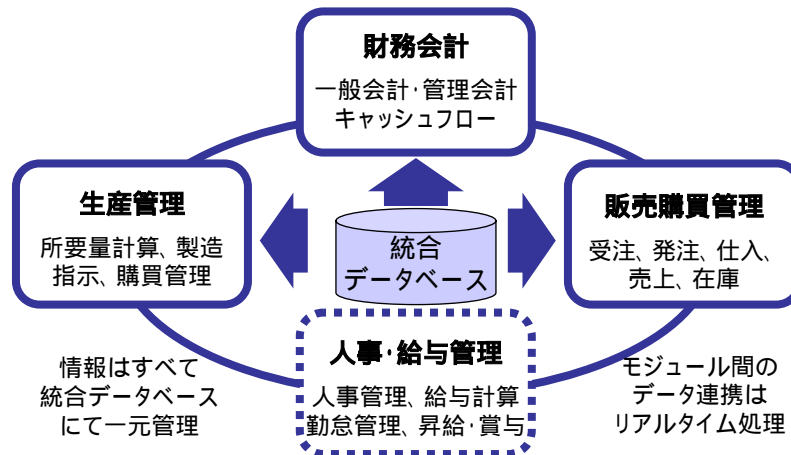 財務会計
一般会計・管理会計
キャッシュフロー
生産管理
所要量計算、製造
指示、購買管理
統合
データベース
販売購買管理
受注、発注、仕入、
売上、在庫
人事・給与管理
人事管理、給与計算
勤怠管理、昇給・賞与
情報はすべて
統合データベース
にて一元管理
モジュール間の
データ連携は
リアルタイム処理